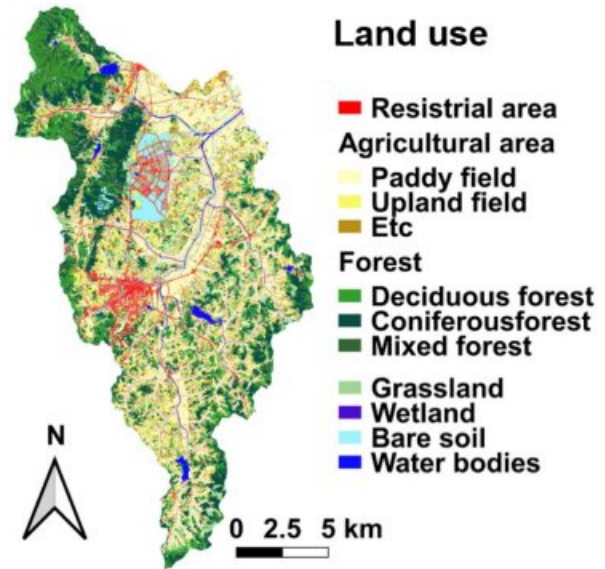 Land use
Resistrial area
Agricultural area
Paddy field
Upland field
Etc
Forest
Deciduous forest
Coniferousforest
Mixed forest
Grassland
Wetland
Bare soil
Water bodies
N
0 2.5 5 km